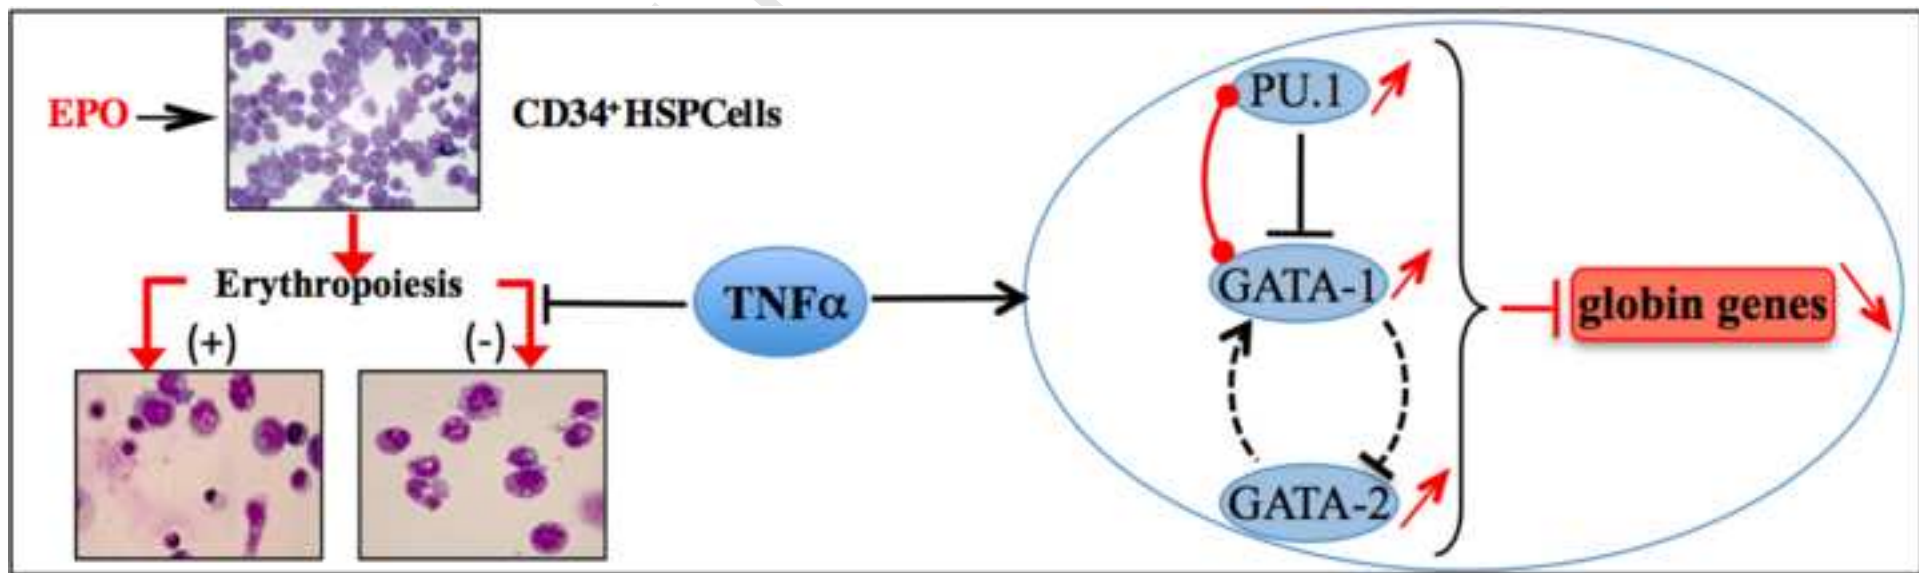 EPO
CD34⁺HSPCells
Erythropoiesis
(+)
(-)
TNFα
PU.1
GATA-1
GATA-2
globin genes